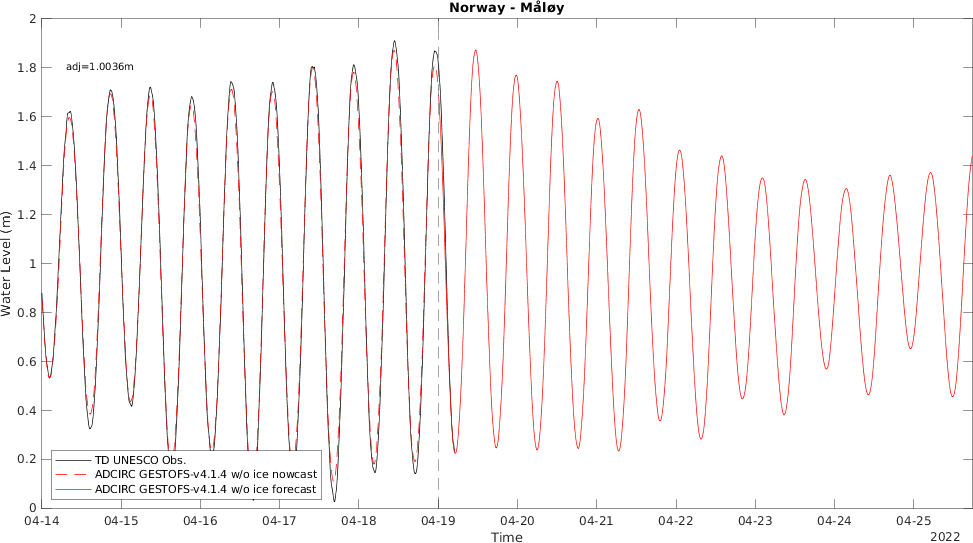 Norway - Måløy
2
adj=1.0036m
1.8
1.6
1.4
1.2
1
0.8
0.6
0.4
0.2
0
Water Level (m)
TD UNESCO Obs.
ADCIRC GESTOFS-v4.1.4 w/o ice nowcast
ADCIRC GESTOFS-v4.1.4 w/o ice forecast
04-14 04-15 04-16 04-17 04-18 04-19 04-20 04-21 04-22 04-23 04-24 04-25
Time
2022